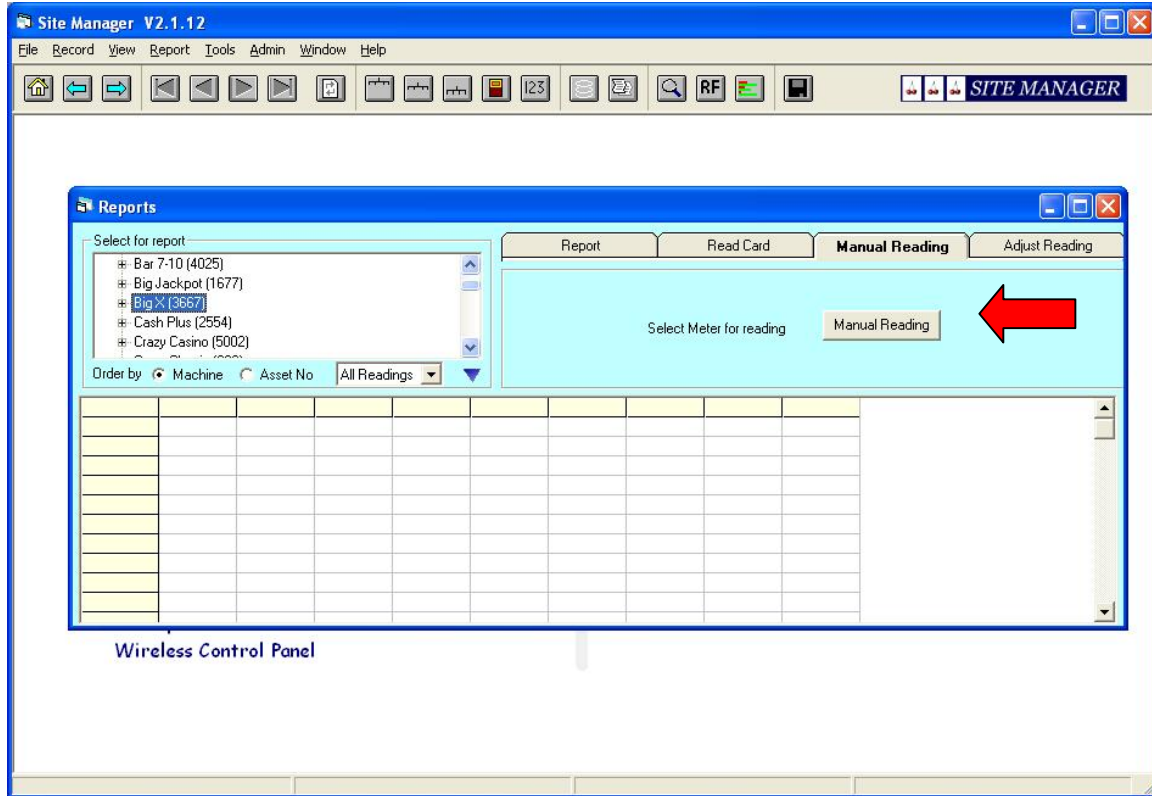 Site Manager V2.1.12
File Record View Report Tools Admin Window Help
123 RF SITE MANAGER
Reports
Select for report
Report Read Card Manual Reading Adjust Reading
Bar 7-10 (4025)
Big Jackpot (1677)
Big X (3667)
Cash Plus (2554)
Crazy Casino (5002)
Select Meter for reading Manual Reading
Order by Machine Asset No All Readings
Wireless Control Panel